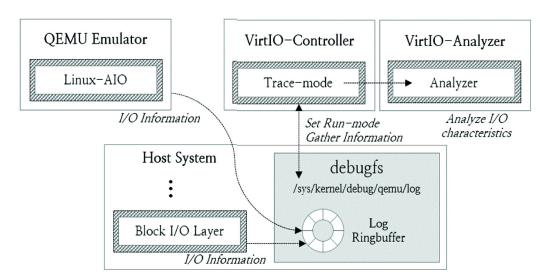 QEMU Emulator
Linux-AIO
VirtIO-Controller
Trace-mode
VirtIO-Analyzer
Analyzer
I/O Information
Set Run-mode
Gather Information
Analyze I/O
characteristics
Host System
Block I/O Layer
I/O Information
debugfs
/sys/kernel/debug/qemu/log
Log
Ringbuffer